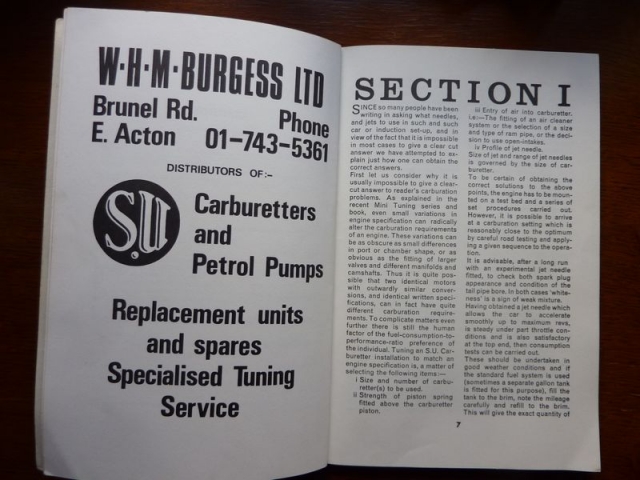 W·H·M·BURGESS LTD
Brunel Rd. Phone
E. Acton 01-743-5361
DISTRIBUTORS OF:-
S.U. Carburetters
and
Petrol Pumps
Replacement units
and spares
Specialised Tuning
Service
SECTION I
SINCE so many people have been
writing in asking what needles,
and jets to use in such and such
car or induction set-up, and in
view of the fact that it is impossible
in most cases to give a clear cut
answer we have attempted to ex-
plain just how one can obtain the
correct answers.
First let us consider why it is
usually impossible to give a clear-
cut answer to reader's carburation
problems. As explained in the
recent Mini Tuning series and
book, even small variations in
engine specification can radically
alter the carburation requirements
of an engine. These variations can
be as obscure as small differences
in port or chamber shape, or as
obvious as the fitting of larger
valves and different manifolds and
camshafts. Thus it is quite pos-
sible that two identical motors
with outwardly similar conver-
sions, and identical written speci-
fications, can in fact have quite
different carburation require-
ments. To complicate matters even
further there is still the human
factor of the fuel-consumption-to-
performance-ratio preference of
the individual. Tuning an S.U. Car-
buretter installation to match an
engine specification is, a matter of
selecting the following items:—
i Size and number of carbu-
retter(s) to be used.
ii Strength of piston spring
fitted above the carburetter
piston.
iii Entry of air into carburetter.
i.e:—The fitting of an air cleaner
system or the selection of a size
and type of ram pipe, or the deci-
sion to use open-intakes.
iv Profile of jet needle.
Size of jet and range of jet needles
is governed by the size of car-
buretter.
To be certain of obtaining the
correct solutions to the above
points, the engine has to be mount-
ed on a test bed and a series of
set procedures carried out.
However, it is possible to arrive
at a carburation setting which is
reasonably close to the optimum
by careful road testing and apply-
ing a given sequence to the opera-
tion.
It is advisable, after a long run
with an experimental jet needle
fitted, to check both spark plug
appearance and condition of the
tail pipe bore. In both cases 'white-
ness' is a sign of weak mixture.
Having obtained a jet needle which
allows the car to accelerate
smoothly up to maximum revs,
is steady under part throttle condi-
tions and is also satisfactory
at the top end, then consumption
tests can be carried out.
These should be undertaken in
good weather conditions and if
the standard fuel system is used
(sometimes a separate gallon tank
is fitted for this purpose), fill the
tank to the brim, note the mileage
carefully and refill to the brim.
This will give the exact quantity of
7